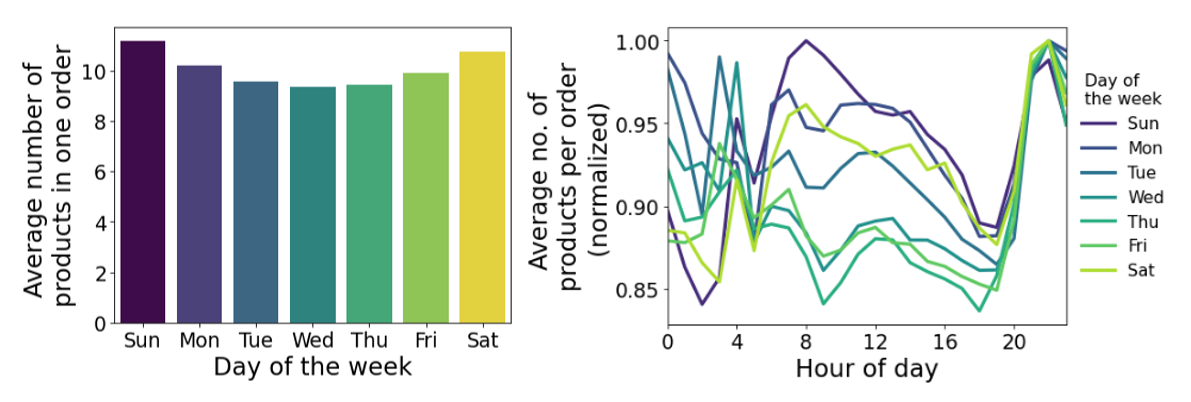 Average number of
products in one order
0
2
4
6
8
10
Sun Mon Tue Wed Thu Fri Sat
Day of the week
Average no. of
products per order
(normalized)
1.00
0.95
0.90
0.85
0 4 8 12 16 20
Hour of day
Day of
the week
Sun
Mon
Tue
Wed
Thu
Fri
Sat